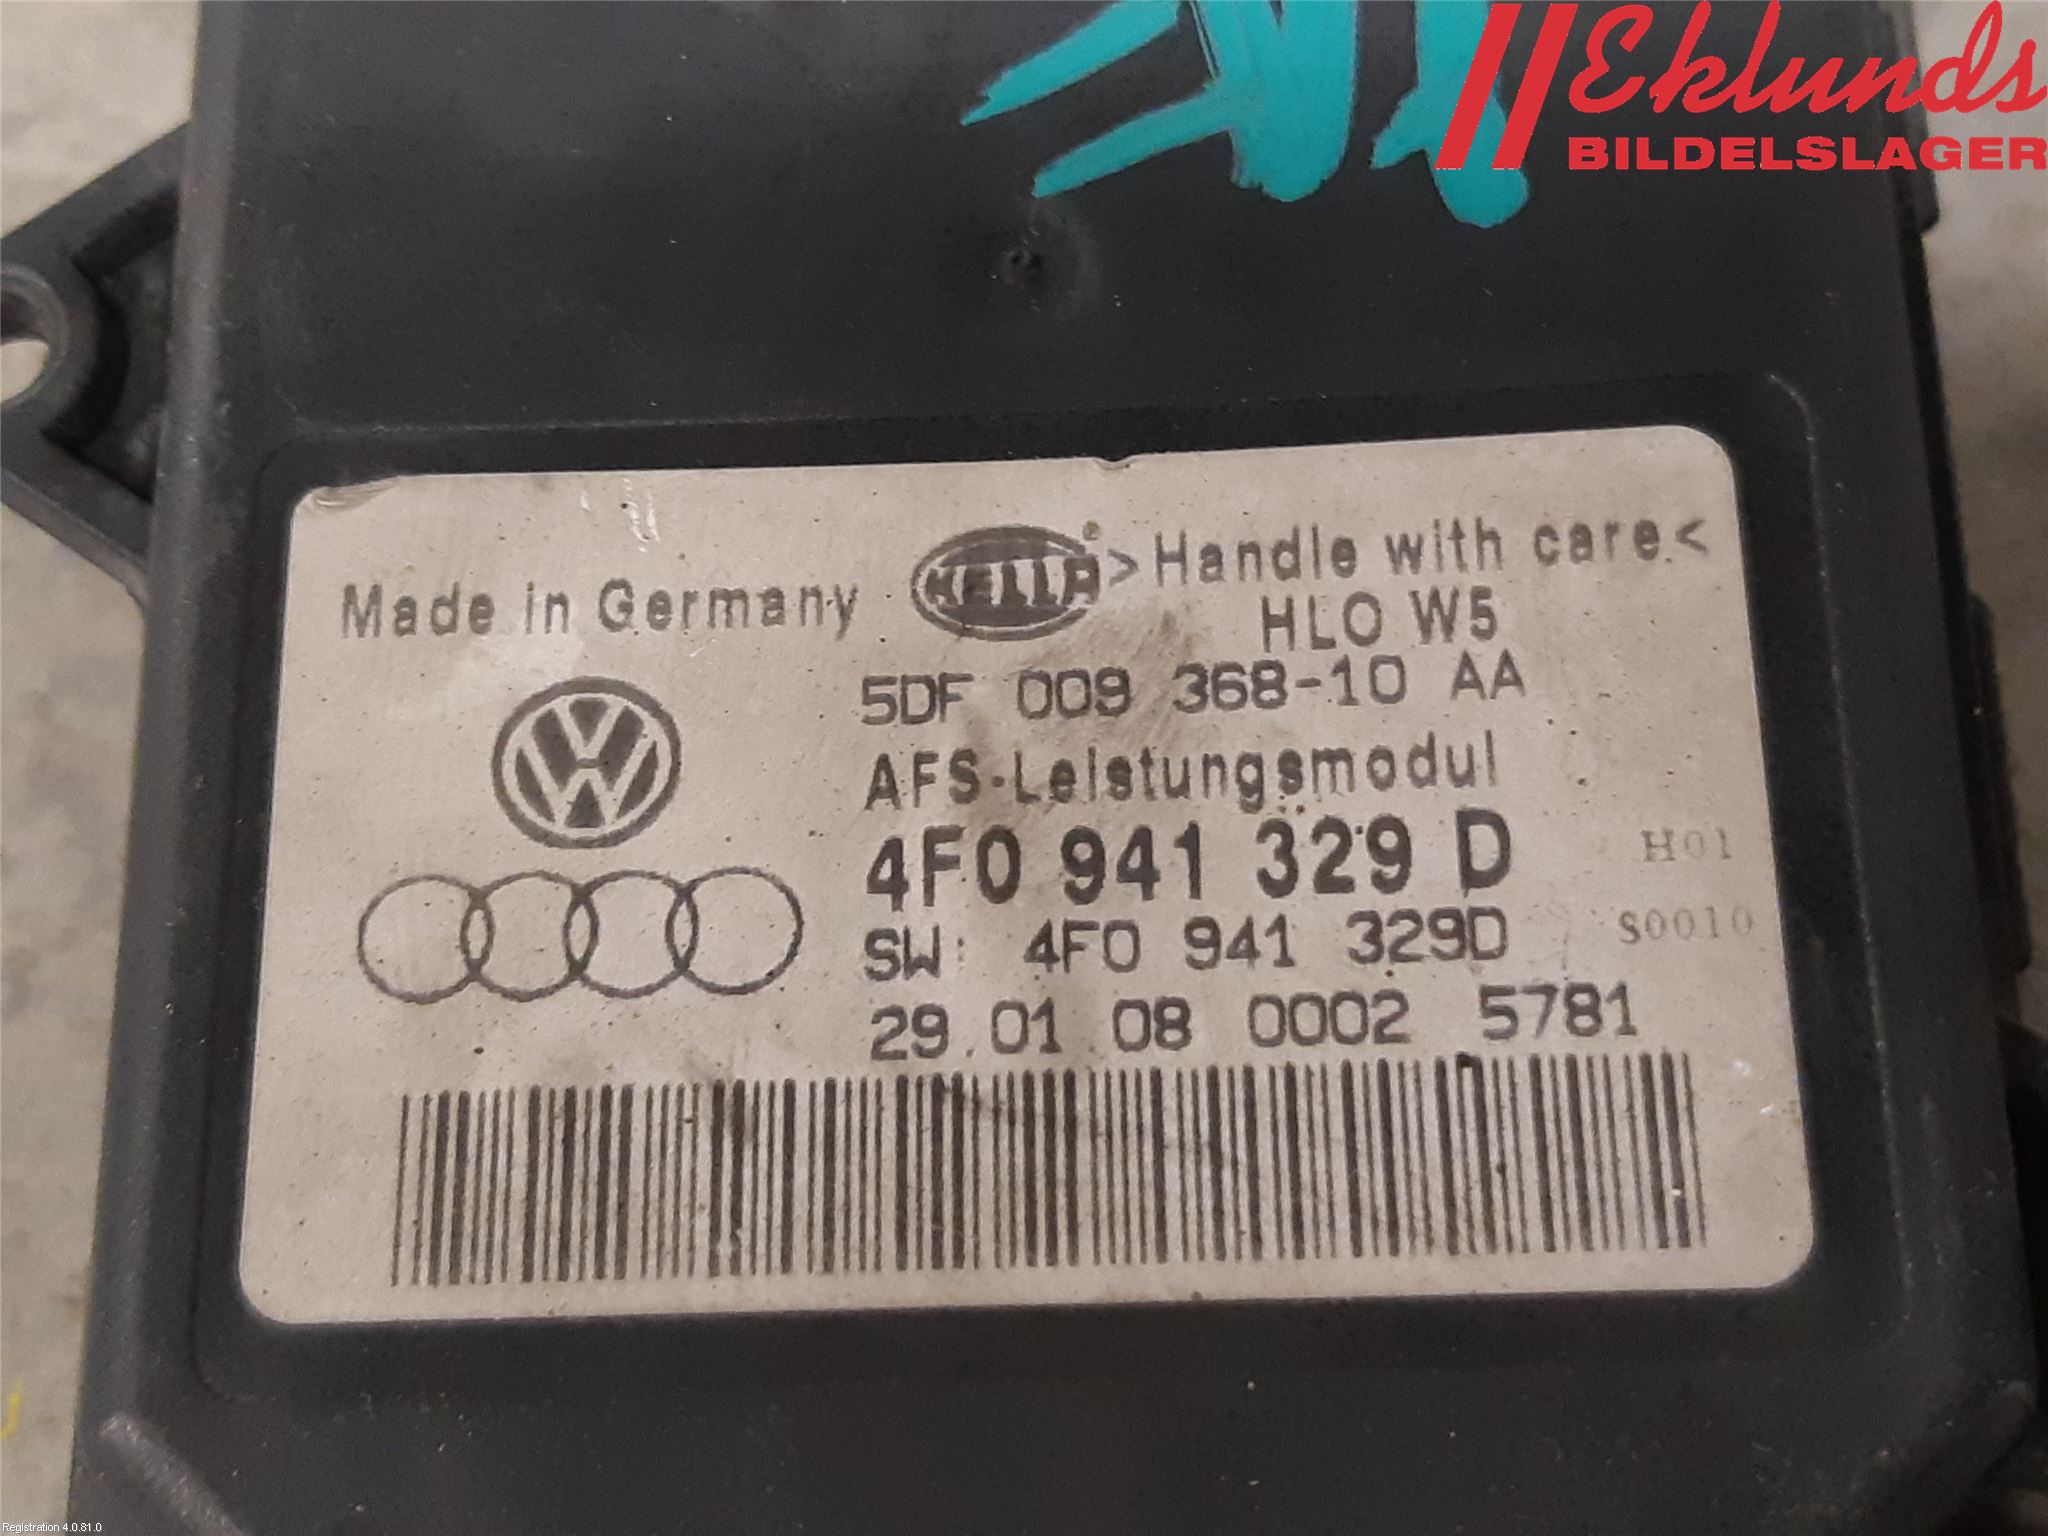 Eklunds
BILDELSLAGER
Made in Germany
HELLA
>Handle with care<
HLO W5
5DF 009 368-10 AA
AFS-Leistungsmodul
4F0 941 329 D
H01
SW: 4F0 941 329D
S0010
29.01.08 0002 5781
Registration 4.0.81.0